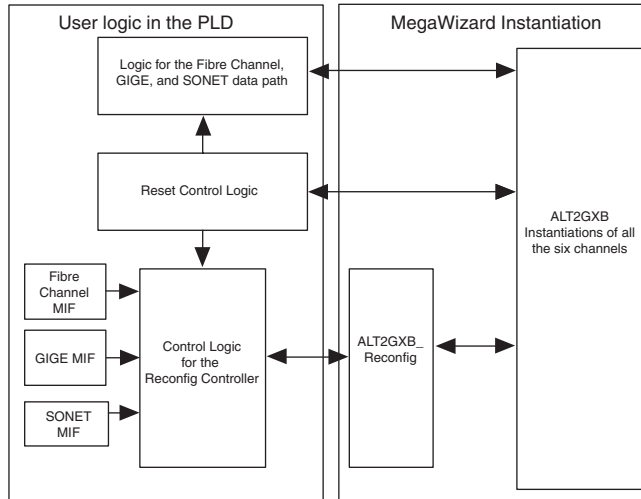 User logic in the PLD
MegaWizard Instantiation
Logic for the Fibre Channel,
GIGE, and SONET data path
Reset Control Logic
ALT2GXB
Instantiations of all
the six channels
Fibre
Channel
MIF
GIGE MIF
SONET
MIF
Control Logic
for the
Reconfig Controller
ALT2GXB_
Reconfig